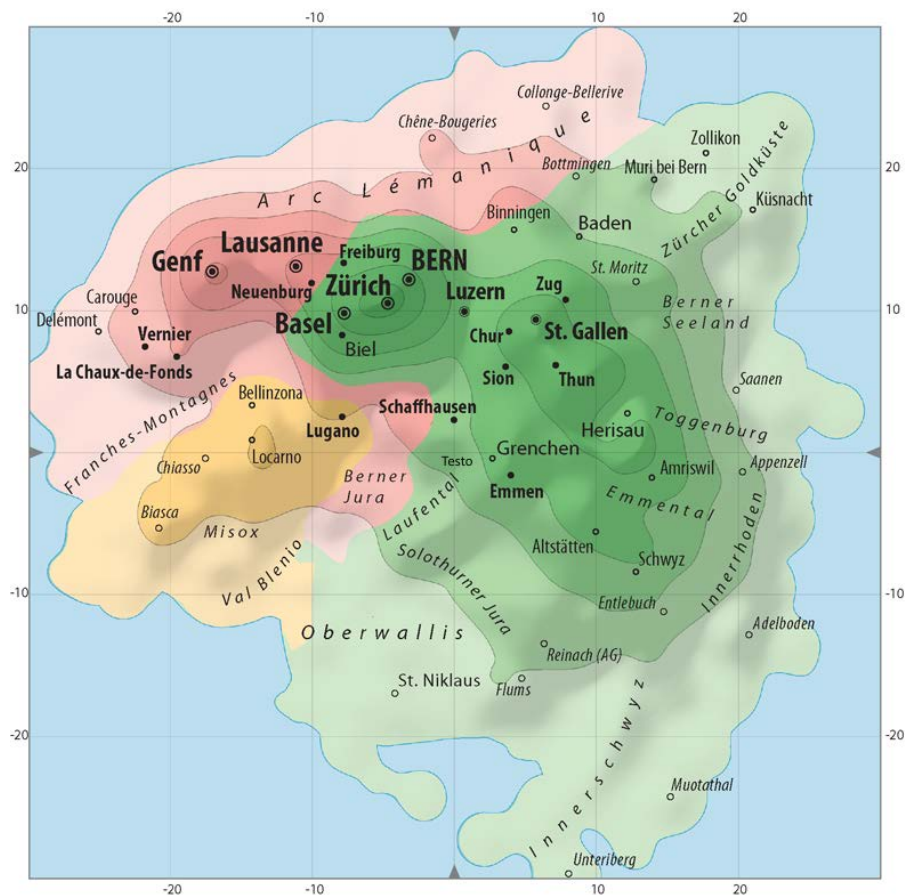 -20
-10
10
20
Collonge-Bellerive
Chêne-Bougeries
Zollikon
20
20
Bottmingen
Muri bei Bern
Arc Lémanique
Küsnacht
Binningen
Baden
Zürcher Goldküste
Lausanne
Freiburg
Genf
BERN
St. Moritz
Neuenburg
Zürich
Luzern
Zug
Carouge
10
10
Berner
Seeland
Delémont
Basel
Vernier
Biel
Chur
St. Gallen
La Chaux-de-Fonds
Sion
Thun
Franches-Montagnes
Bellinzona
Saanen
Schaffhausen
Lugano
Herisau
Toggenburg
Grenchen
Chiasso
Locarno
Testo
Amriswil
Appenzell
Berner
Jura
Laufental
Emmen
Emmental
Biasca
Misox
Altstätten
Val Blenio
Schwyz
Solothurner Jura
Innerrhoden
-10
-10
Entlebuch
Oberwallis
Adelboden
Reinach (AG)
St. Niklaus
Flums
-20
-20
Innerschwyz
Muotathal
Unteriberg
-20
-10
10
20